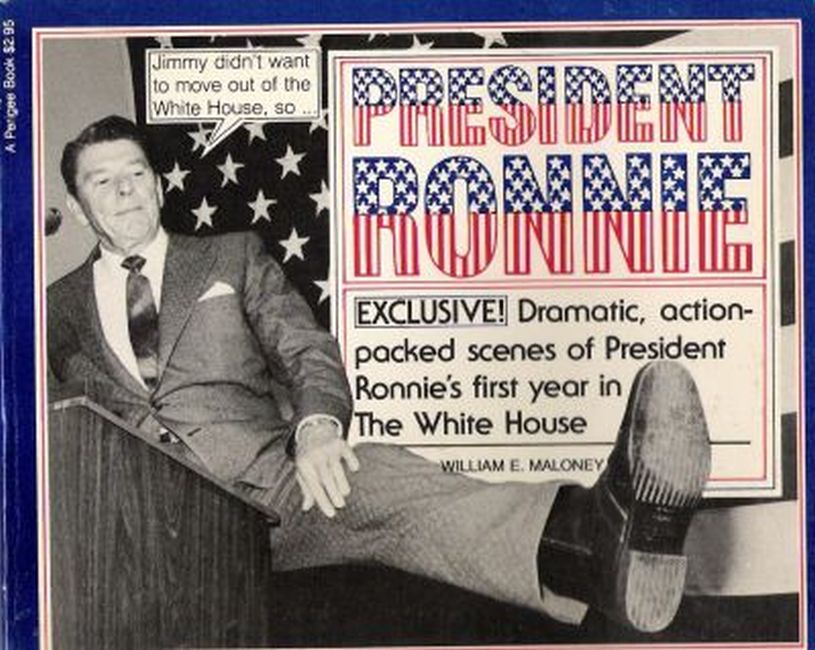 A Perigee Book $2.95
Jimmy didn't want
to move out of the
White House, so ...
PRESIDENT
RONNIE
EXCLUSIVE! Dramatic, action-
packed scenes of President
Ronnie's first year in
The White House
WILLIAM E. MALONEY